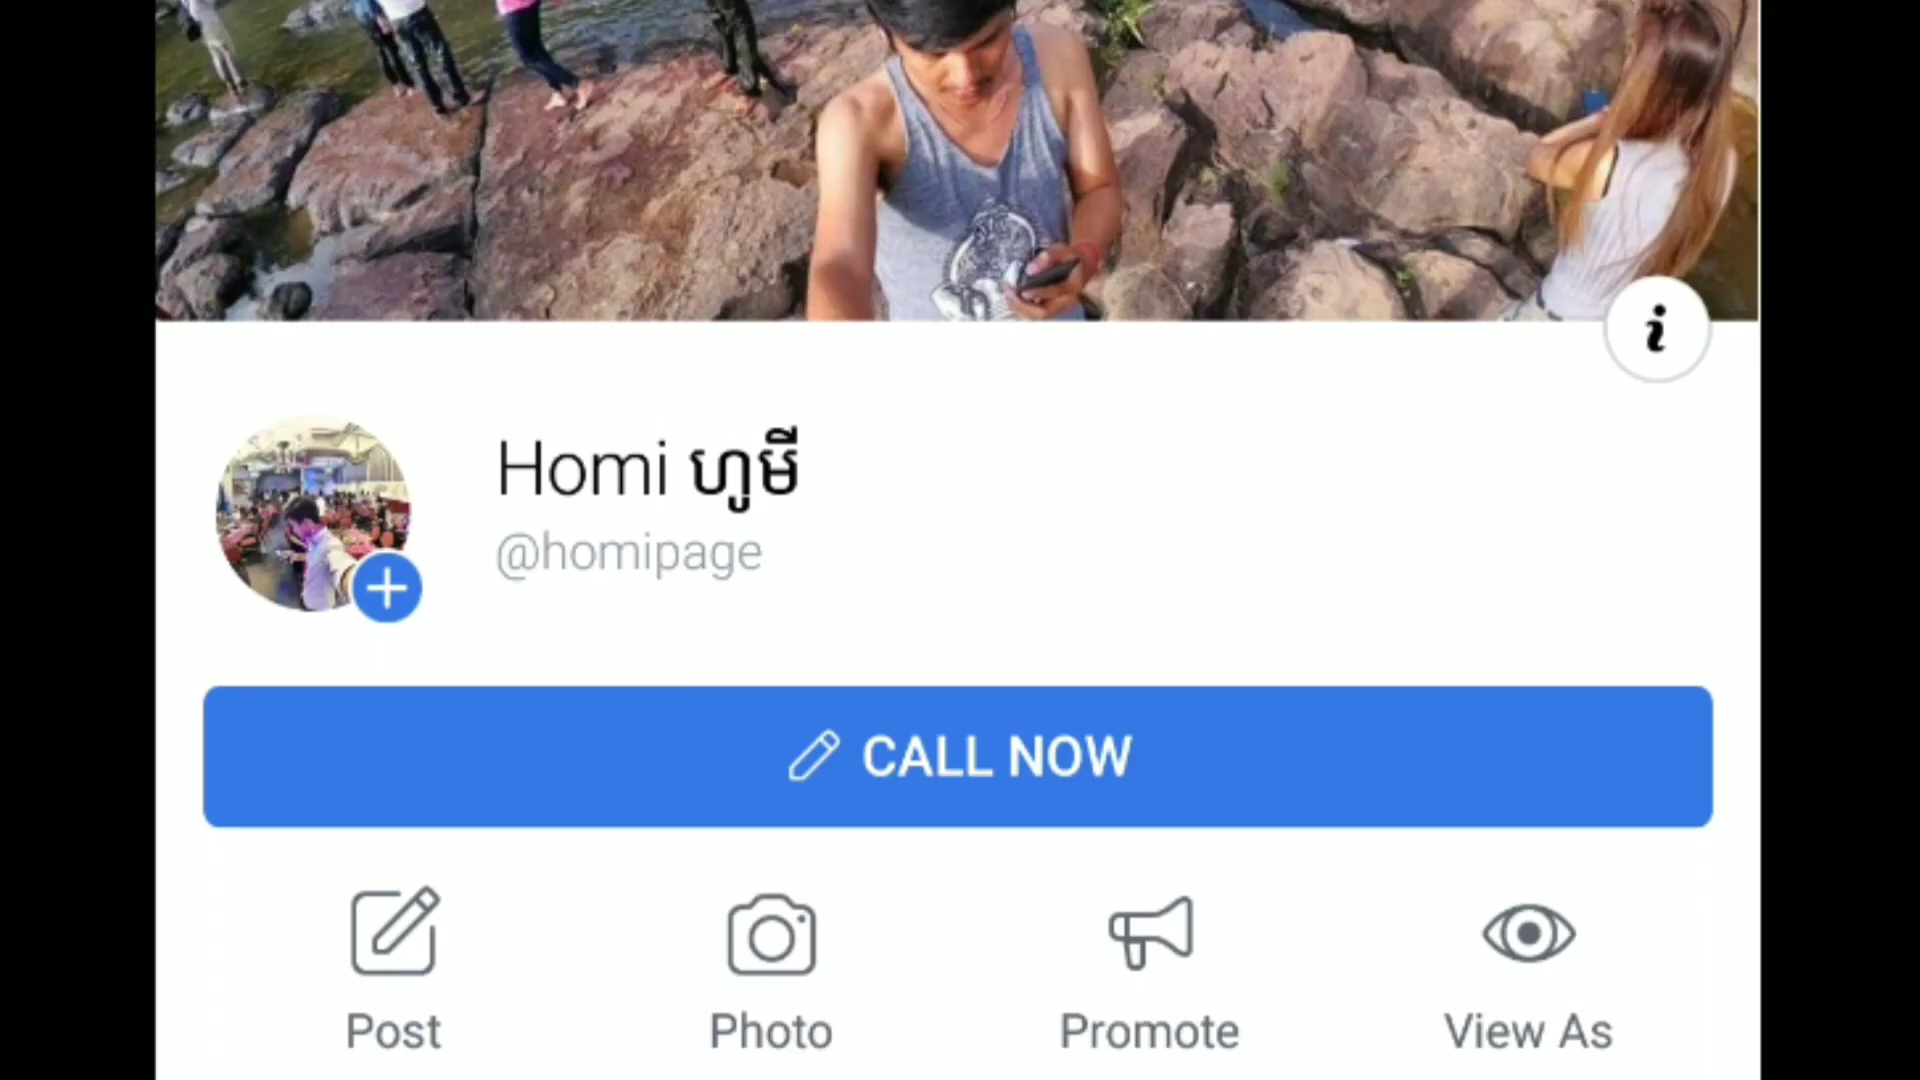 Homi ហូមី
@homipage
CALL NOW
Post
Photo
Promote
View As